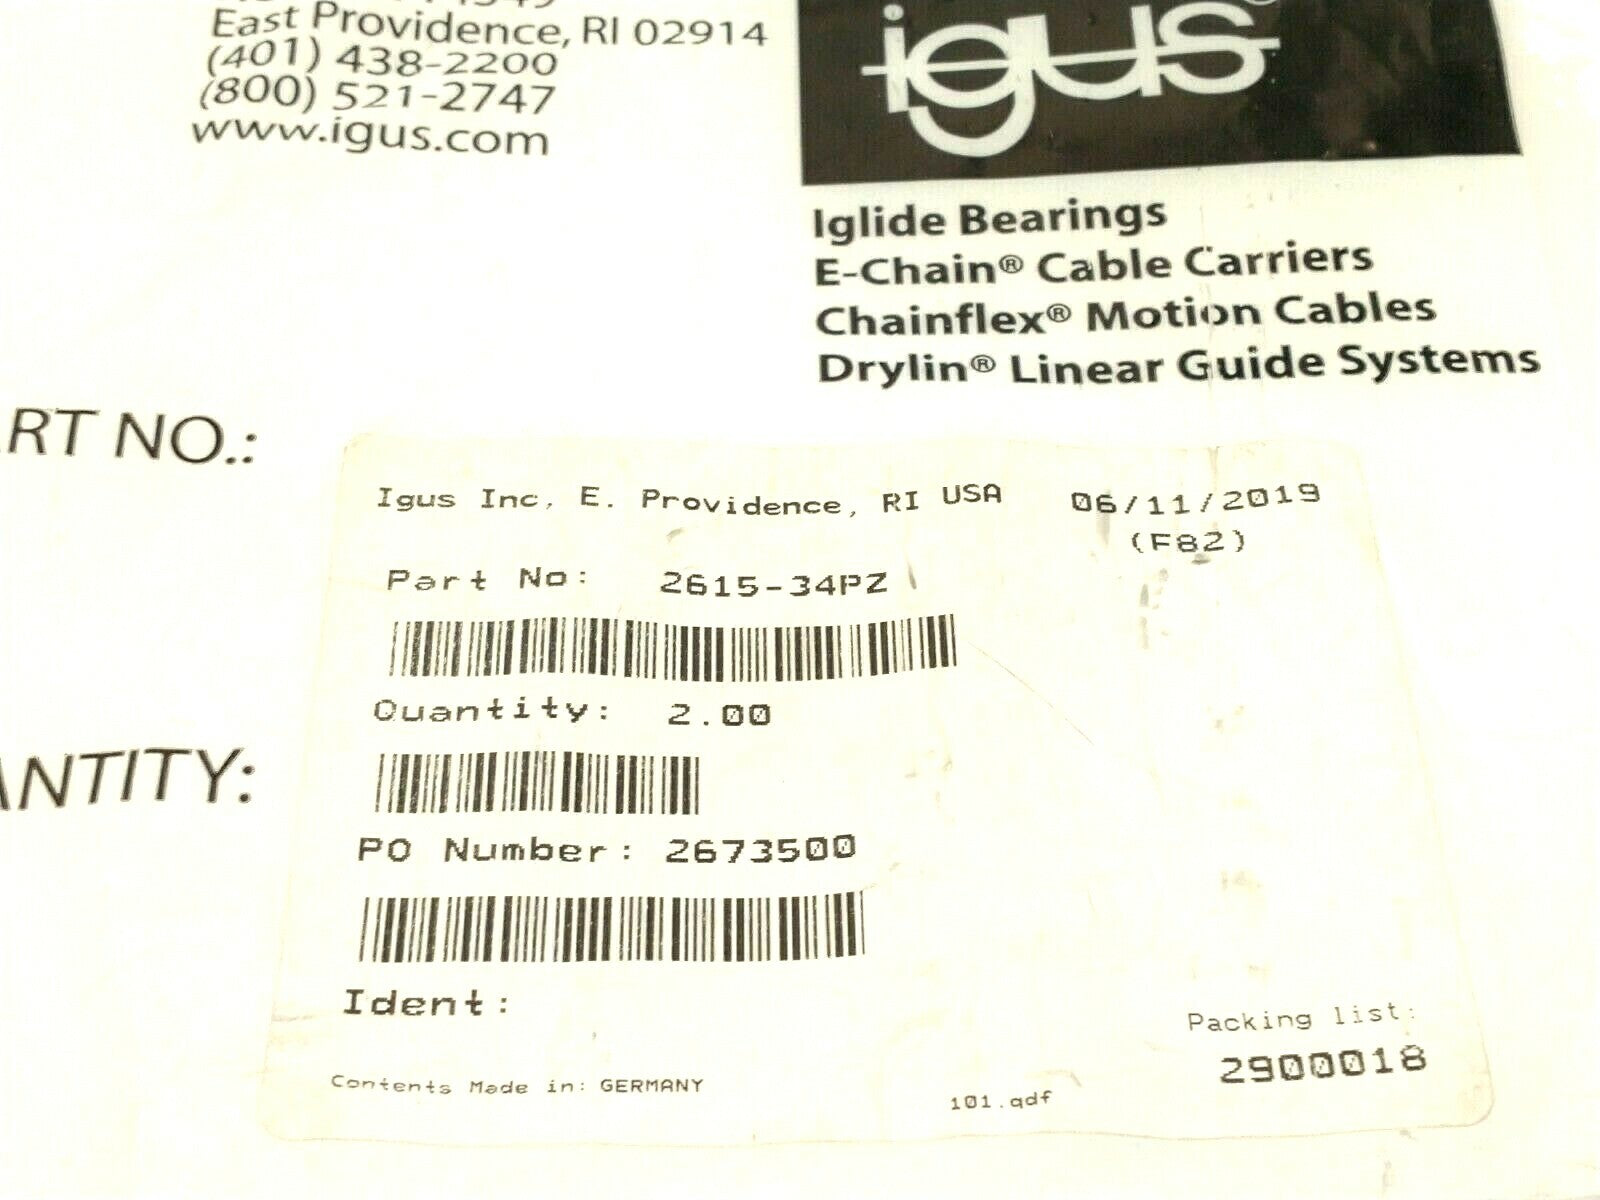 East Providence, RI 02914
(401) 438-2200
(800) 521-2747
www.igus.com
igus
Iglide Bearings
E-Chain® Cable Carriers
Chainflex® Motion Cables
Drylin® Linear Guide Systems
ART NO.:
Igus Inc, E. Providence, RI USA 06/11/2019
(F82)
Part No: 2615-34PZ
Quantity: 2.00
ANTITY:
PO Number: 2673500
Ident:
Packing list:
2900018
Contents Made in: GERMANY
101.qdf